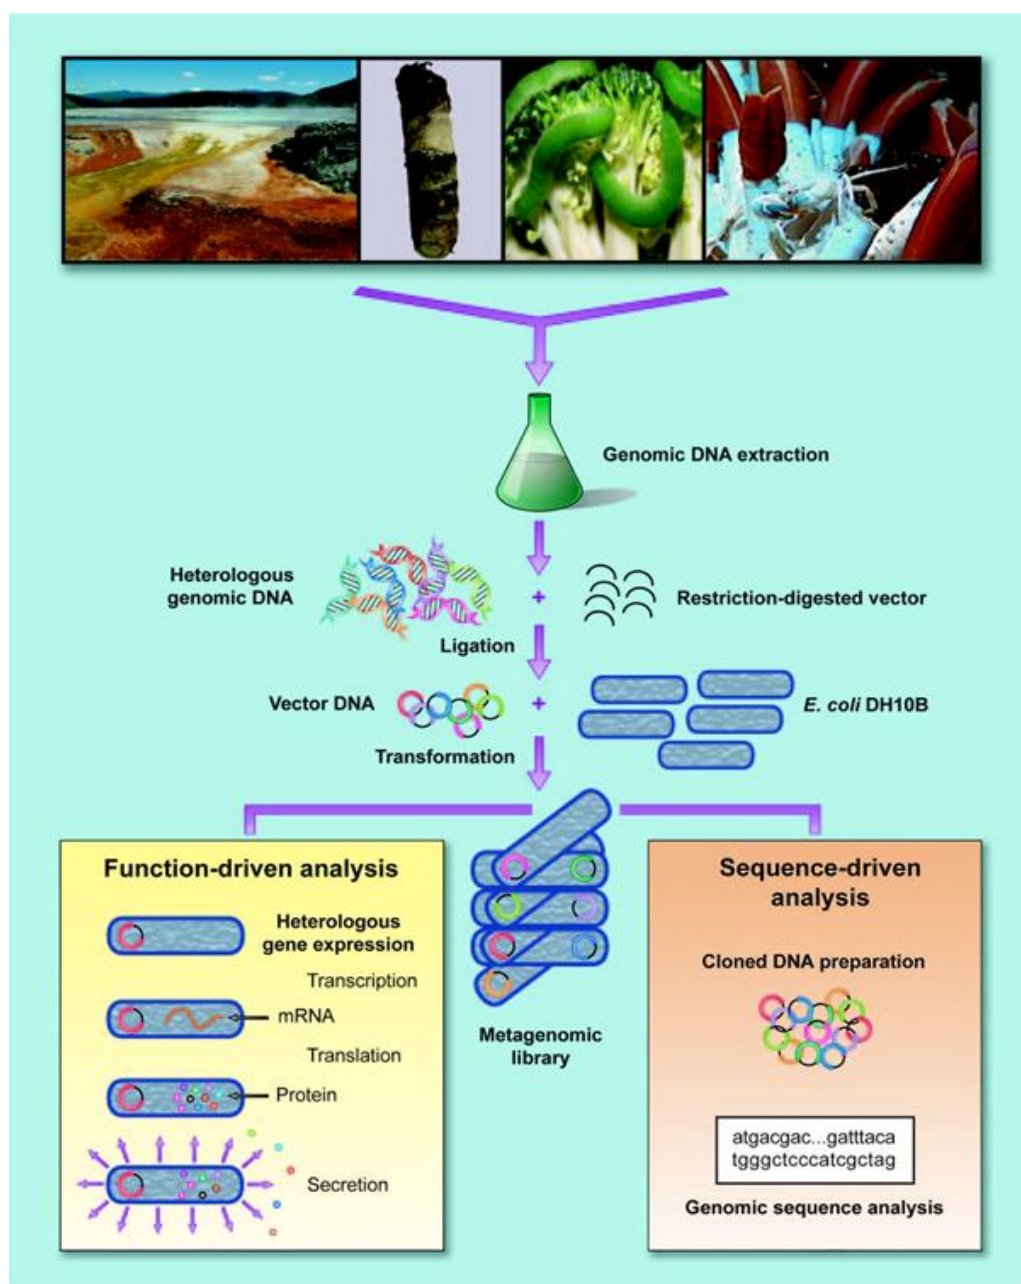 Genomic DNA extraction
Heterologous
genomic DNA
+
Restriction-digested vector
Ligation
Vector DNA
+
E. coli DH10B
Transformation
Function-driven analysis
Heterologous
gene expression
Transcription
mRNA
Translation
Protein
Secretion
Metagenomic
library
Sequence-driven
analysis
Cloned DNA preparation
atgacgac...gatttaca
tgggctcccatcgctag
Genomic sequence analysis